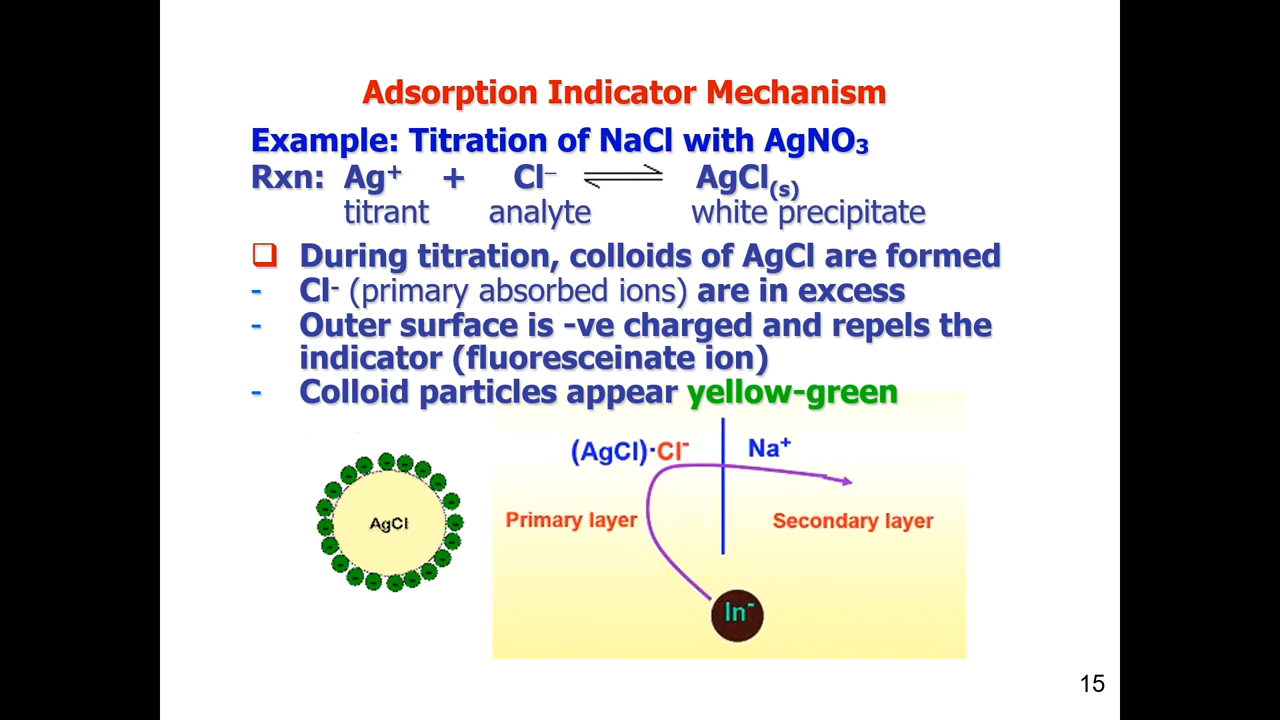 Adsorption Indicator Mechanism
Example: Titration of NaCl with AgNO₃
Rxn: Ag⁺ + Cl⁻ ⇌ AgCl₍s₎
titrant analyte white precipitate
❑ During titration, colloids of AgCl are formed
- Cl⁻ (primary absorbed ions) are in excess
- Outer surface is -ve charged and repels the
indicator (fluoresceinate ion)
- Colloid particles appear yellow-green
(AgCl)·Cl⁻ Na⁺
AgCl
Primary layer Secondary layer
In⁻
15